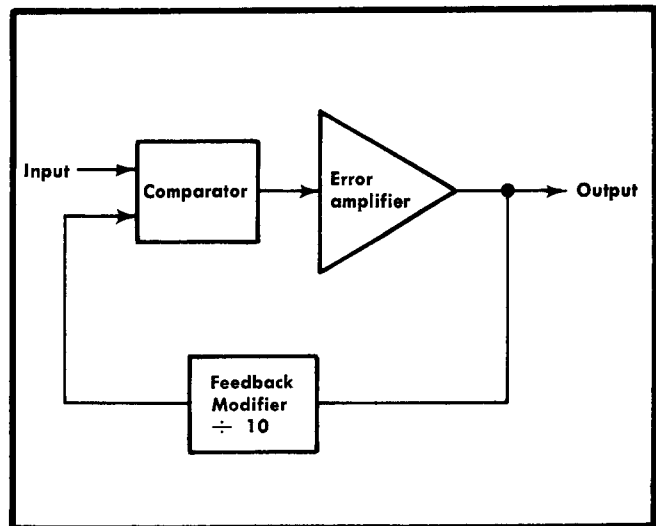 Input
Comparator
Error
amplifier
Output
Feedback
Modifier
÷ 10